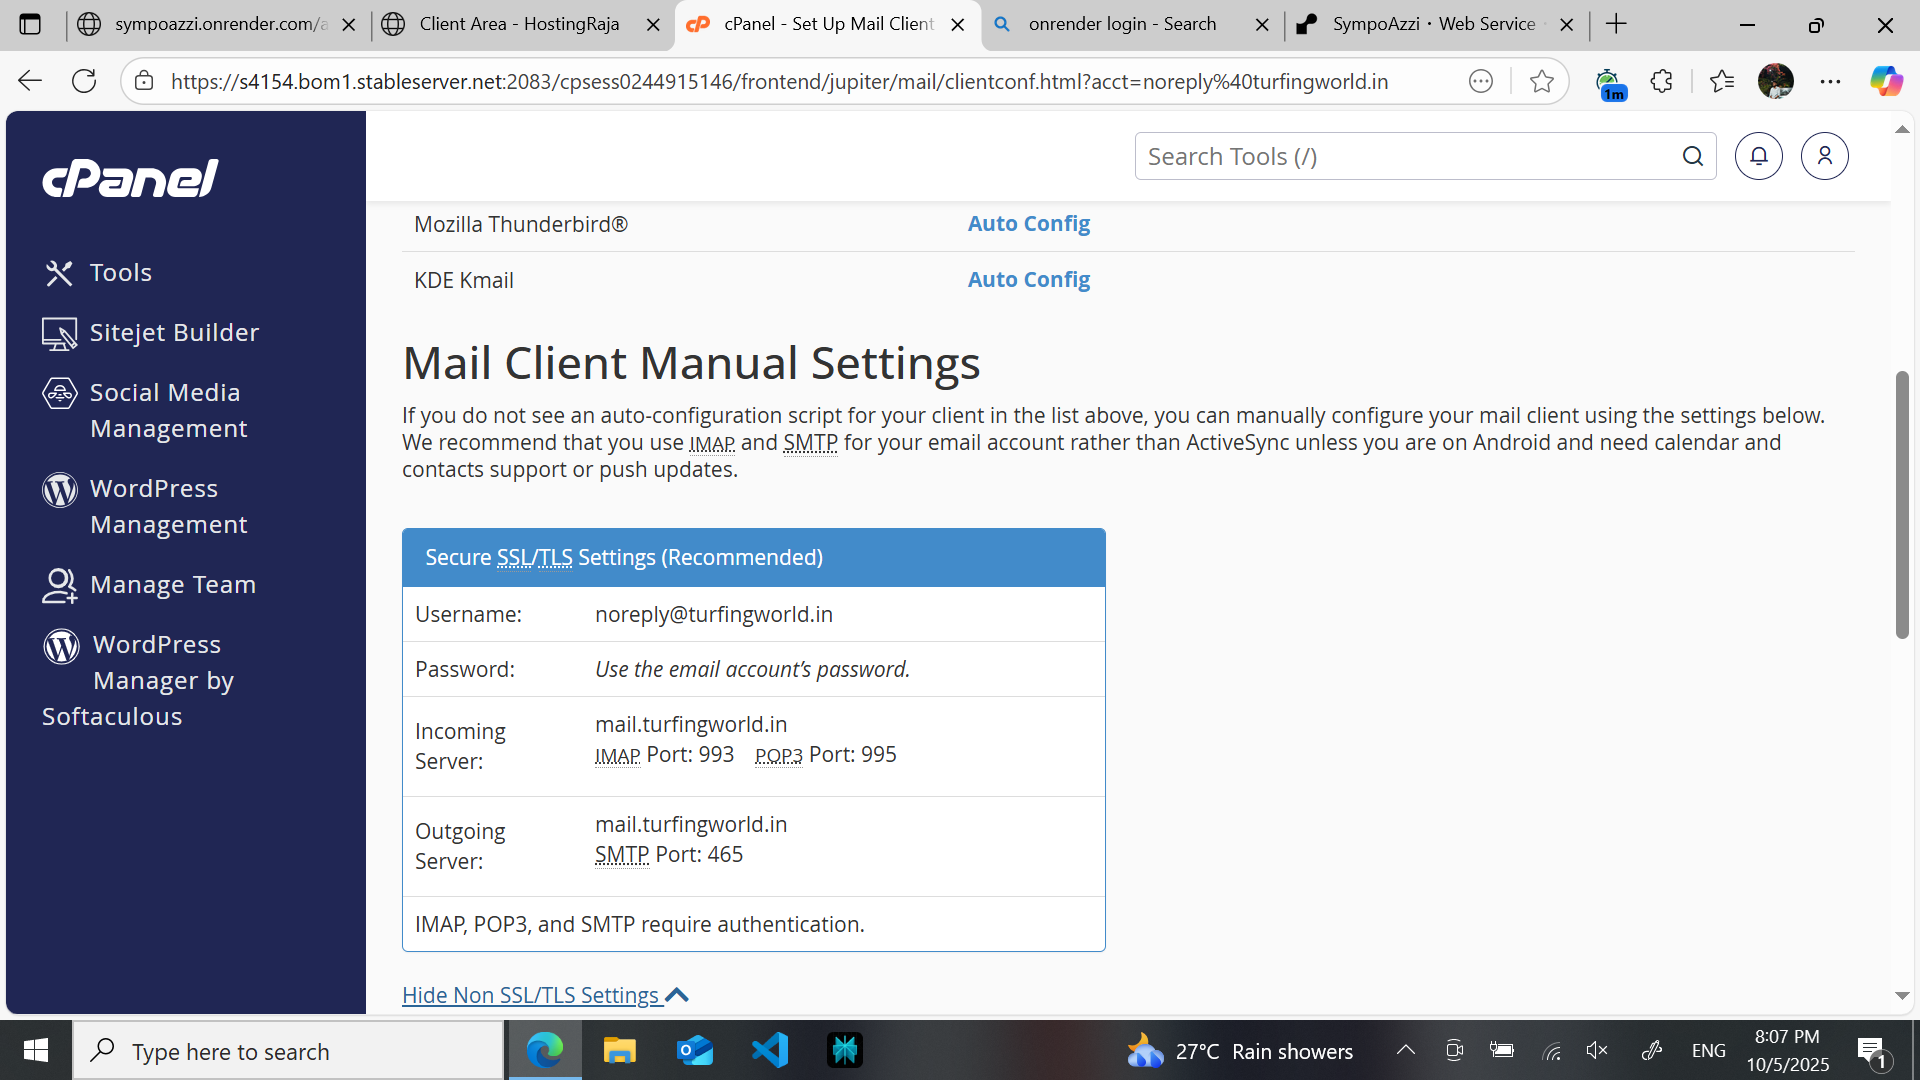 sympoazzi.onrender.com/a
Client Area - HostingRaja
cPanel - Set Up Mail Client
onrender login - Search
SympoAzzi · Web Service
https://s4154.bom1.stableserver.net:2083/cpsess0244915146/frontend/jupiter/mail/clientconf.html?acct=noreply%40turfingworld.in
1m
cPanel
Search Tools (/)
Tools
Sitejet Builder
Social Media
Management
WordPress
Management
Manage Team
WordPress
Manager by
Softaculous
Mozilla Thunderbird® Auto Config
KDE Kmail Auto Config
Mail Client Manual Settings
If you do not see an auto-configuration script for your client in the list above, you can manually configure your mail client using the settings below.
We recommend that you use IMAP and SMTP for your email account rather than ActiveSync unless you are on Android and need calendar and
contacts support or push updates.
Secure SSL/TLS Settings (Recommended)
Username: noreply@turfingworld.in
Password: Use the email account’s password.
Incoming
Server:
mail.turfingworld.in
IMAP Port: 993 POP3 Port: 995
Outgoing
Server:
mail.turfingworld.in
SMTP Port: 465
IMAP, POP3, and SMTP require authentication.
Hide Non SSL/TLS Settings
Type here to search
27°C Rain showers
ENG
8:07 PM
10/5/2025
1